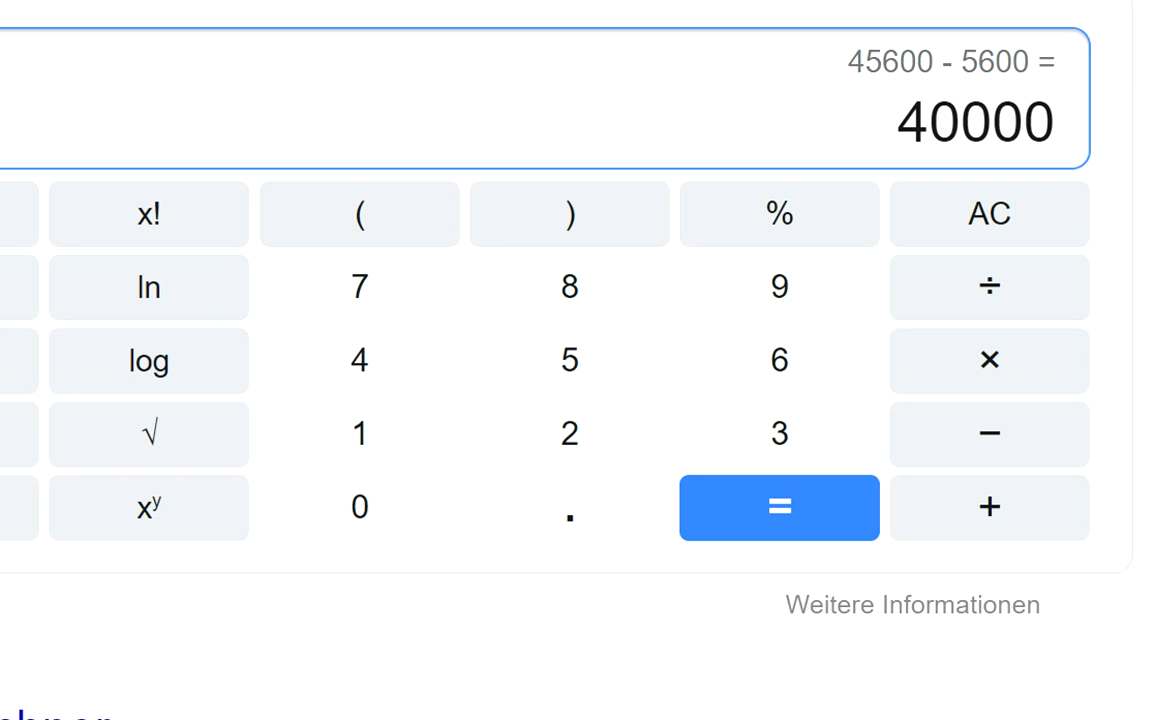 45600 - 5600 =
40000
x! ( ) % AC
ln 7 8 9 ÷
log 4 5 6 ×
√ 1 2 3 −
xʸ 0 . = +
Weitere Informationen